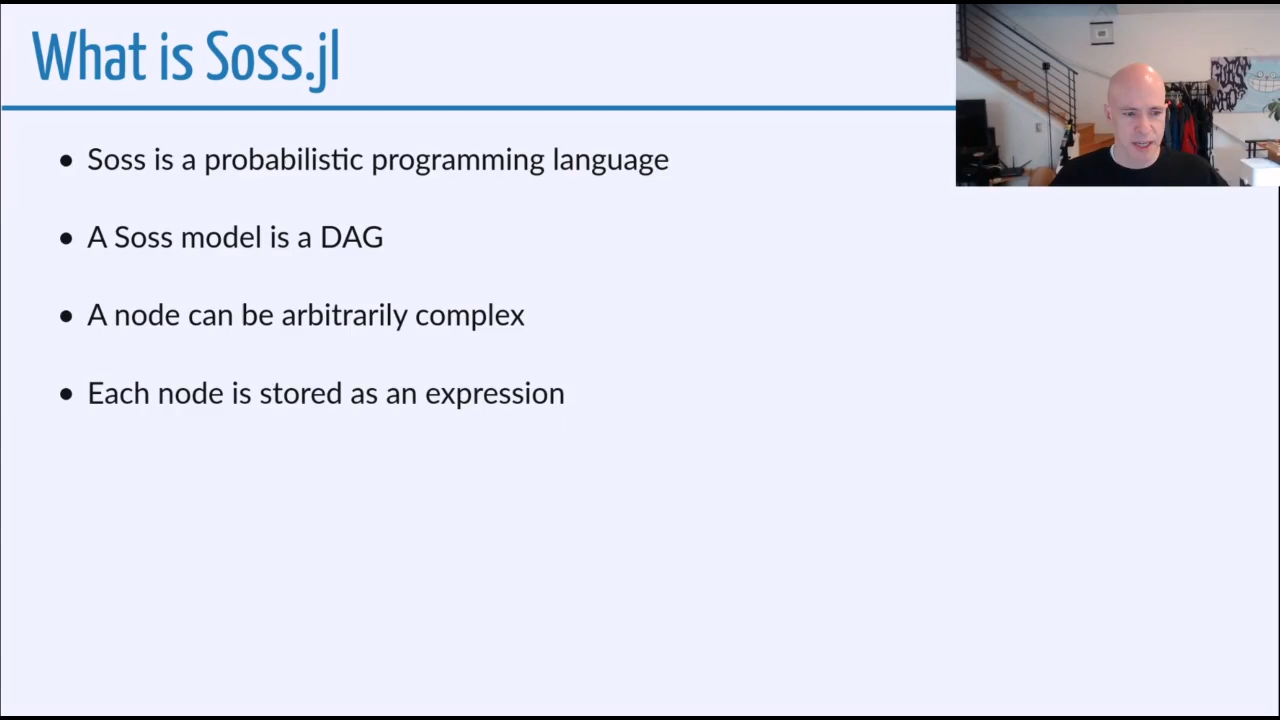 What is Soss.jl
• Soss is a probabilistic programming language
• A Soss model is a DAG
• A node can be arbitrarily complex
• Each node is stored as an expression